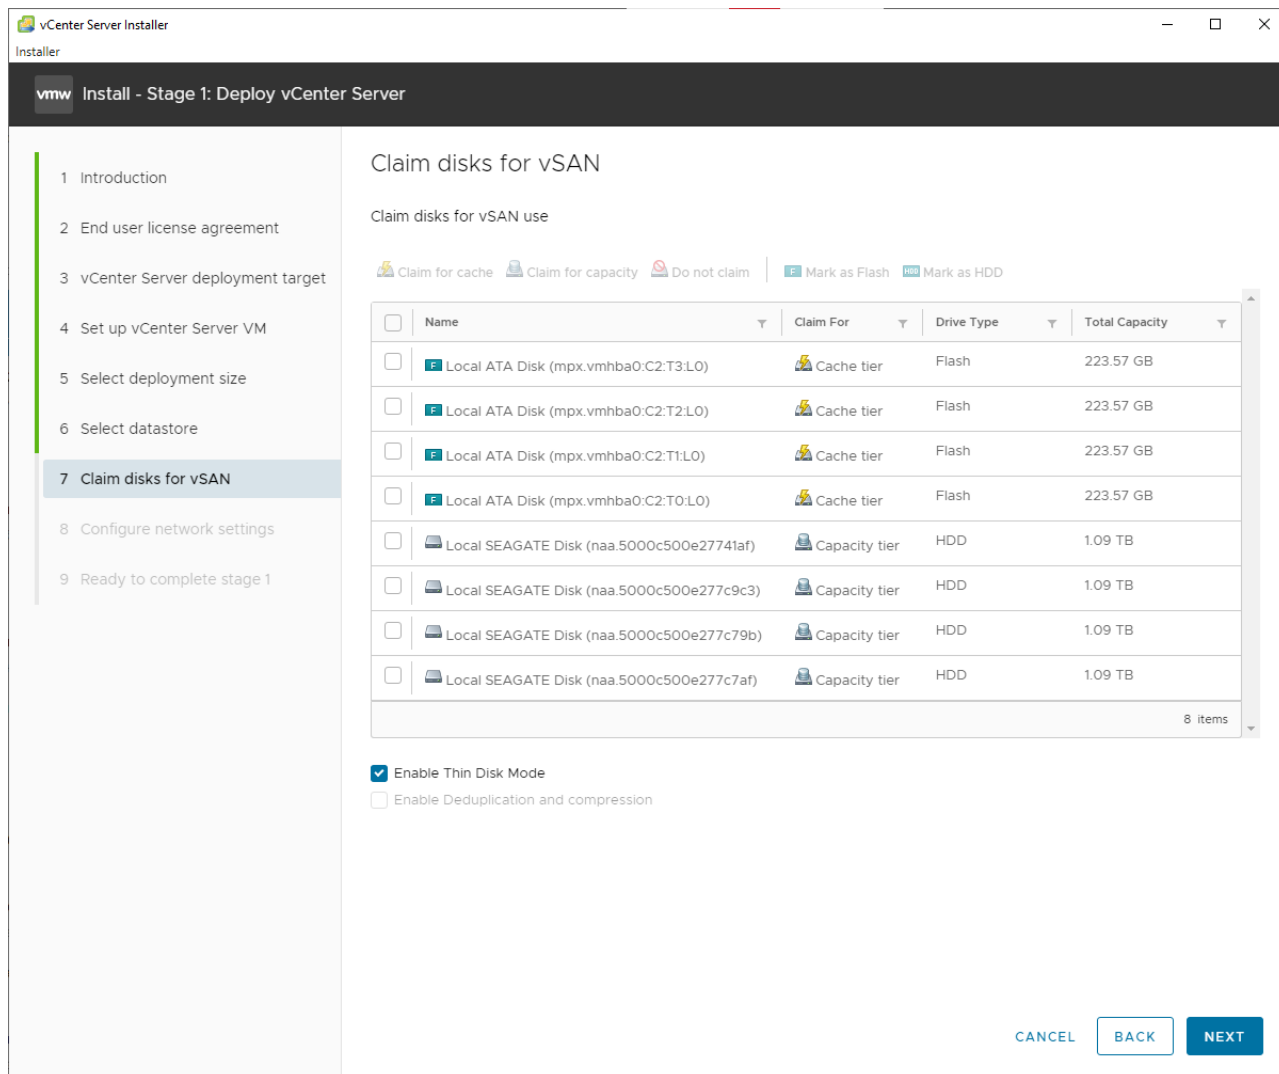 vCenter Server Installer
Installer
vmw Install - Stage 1: Deploy vCenter Server
1 Introduction
2 End user license agreement
3 vCenter Server deployment target
4 Set up vCenter Server VM
5 Select deployment size
6 Select datastore
7 Claim disks for vSAN
8 Configure network settings
9 Ready to complete stage 1
Claim disks for vSAN
Claim disks for vSAN use
Claim for cache Claim for capacity Do not claim F Mark as Flash HDD Mark as HDD
Name Claim For Drive Type Total Capacity
F Local ATA Disk (mpx.vmhba0:C2:T3:L0) Cache tier Flash 223.57 GB
F Local ATA Disk (mpx.vmhba0:C2:T2:L0) Cache tier Flash 223.57 GB
F Local ATA Disk (mpx.vmhba0:C2:T1:L0) Cache tier Flash 223.57 GB
F Local ATA Disk (mpx.vmhba0:C2:T0:L0) Cache tier Flash 223.57 GB
Local SEAGATE Disk (naa.5000c500e27741af) Capacity tier HDD 1.09 TB
Local SEAGATE Disk (naa.5000c500e277c9c3) Capacity tier HDD 1.09 TB
Local SEAGATE Disk (naa.5000c500e277c79b) Capacity tier HDD 1.09 TB
Local SEAGATE Disk (naa.5000c500e277c7af) Capacity tier HDD 1.09 TB
8 items
Enable Thin Disk Mode
Enable Deduplication and compression
CANCEL BACK NEXT